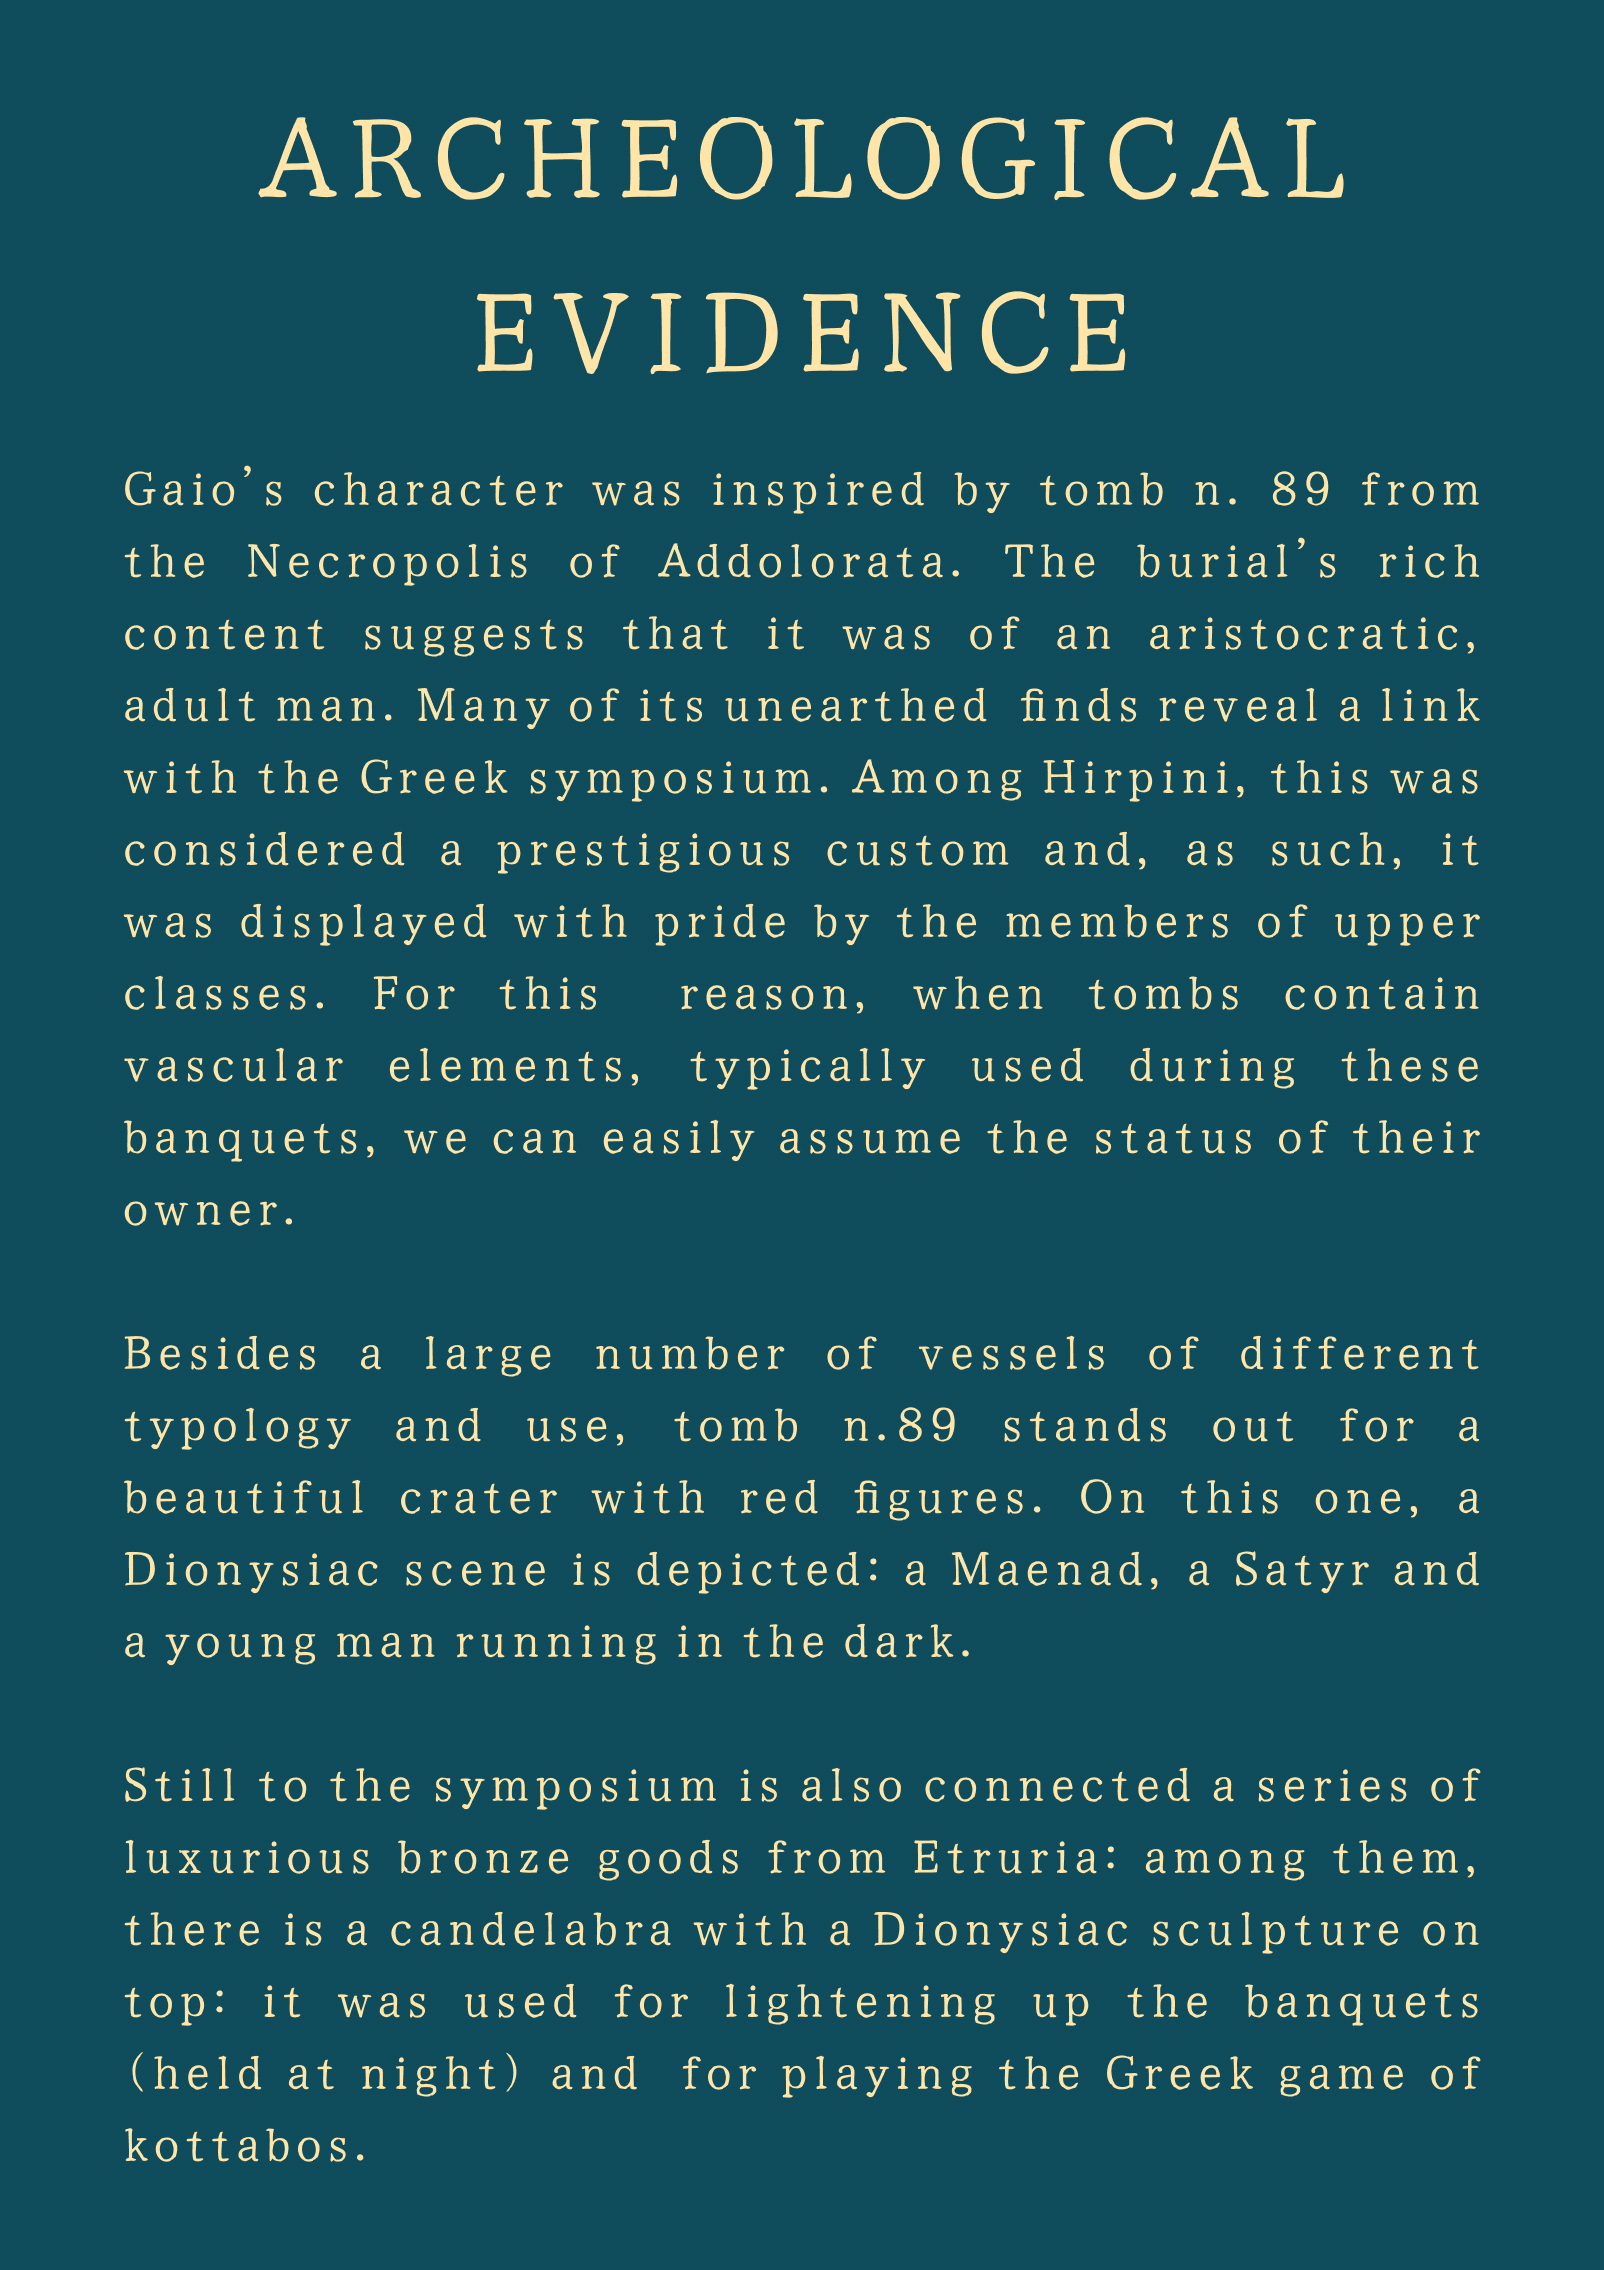 ARCHEOLOGICAL
EVIDENCE
Gaio’s character was inspired by tomb n. 89 from
the Necropolis of Addolorata. The burial’s rich
content suggests that it was of an aristocratic,
adult man. Many of its unearthed finds reveal a link
with the Greek symposium. Among Hirpini, this was
considered a prestigious custom and, as such, it
was displayed with pride by the members of upper
classes. For this reason, when tombs contain
vascular elements, typically used during these
banquets, we can easily assume the status of their
owner.
Besides a large number of vessels of different
typology and use, tomb n.89 stands out for a
beautiful crater with red figures. On this one, a
Dionysiac scene is depicted: a Maenad, a Satyr and
a young man running in the dark.
Still to the symposium is also connected a series of
luxurious bronze goods from Etruria: among them,
there is a candelabra with a Dionysiac sculpture on
top: it was used for lightening up the banquets
(held at night) and for playing the Greek game of
kottabos.